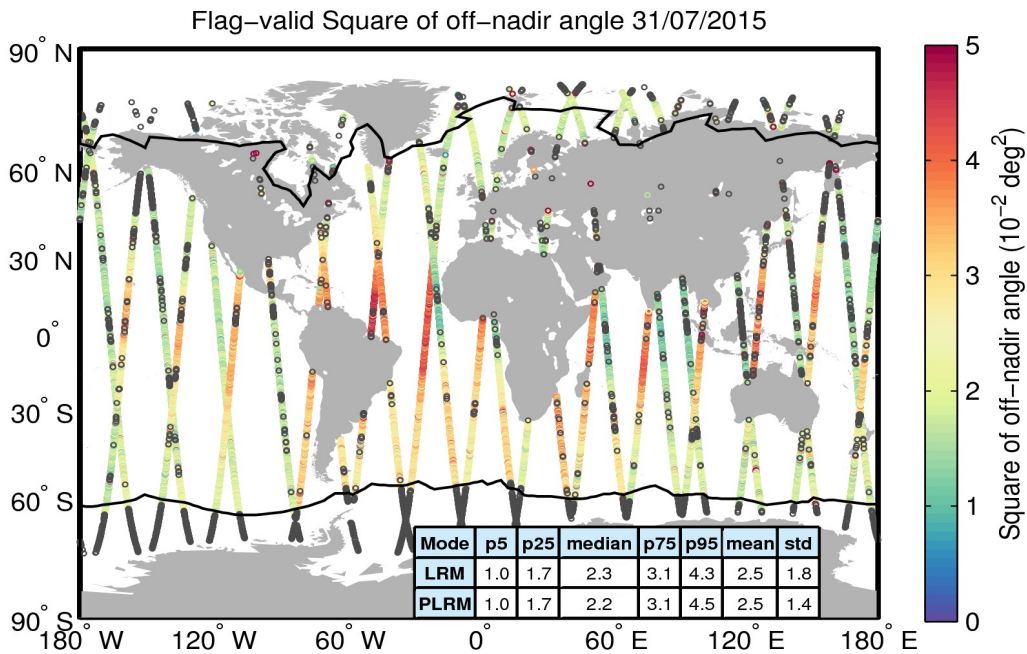 Flag−valid Square of off−nadir angle 31/07/2015
90° N
60° N
30° N
0°
30° S
60° S
90° S
180° W
120° W
60° W
0°
60° E
120° E
180° E
Mode p5 p25 median p75 p95 mean std
LRM 1.0 1.7 2.3 3.1 4.3 2.5 1.8
PLRM 1.0 1.7 2.2 3.1 4.5 2.5 1.4
5
4
3
2
1
0
Square of off−nadir angle (10⁻² deg²)